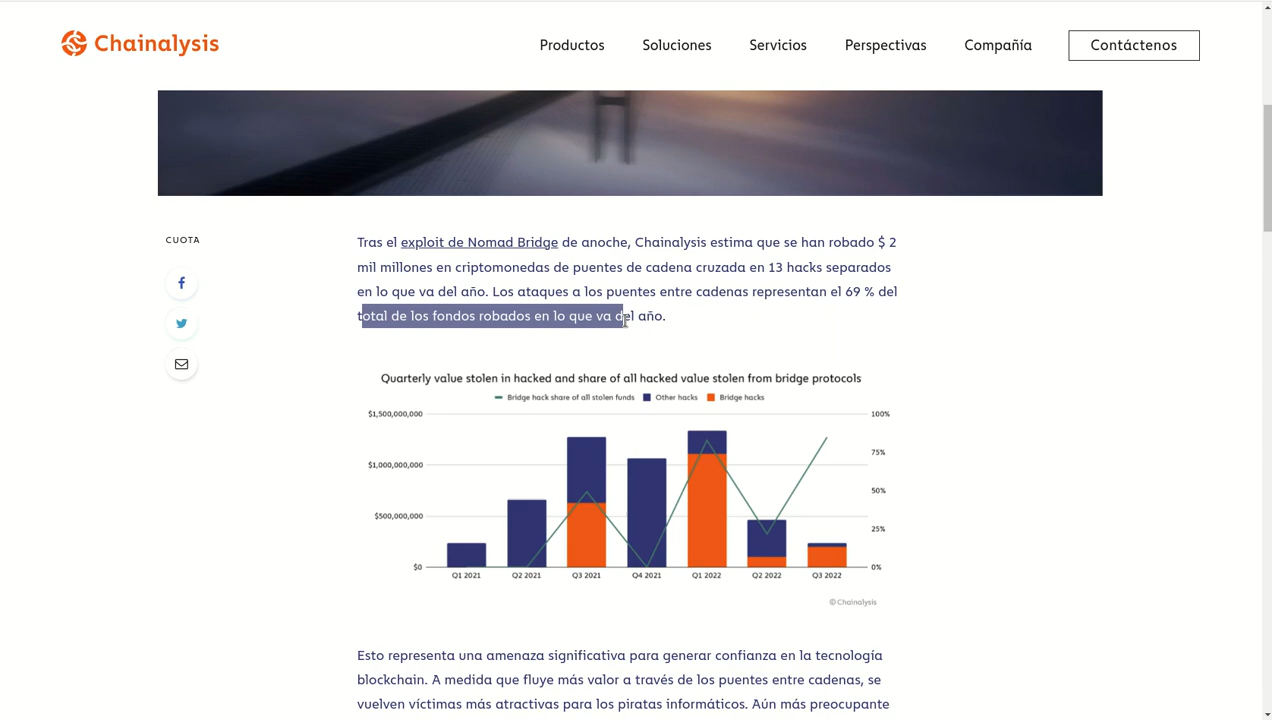 Chainalysis
Productos
Soluciones
Servicios
Perspectivas
Compañía
Contáctenos
CUOTA
Tras el exploit de Nomad Bridge de anoche, Chainalysis estima que se han robado $ 2
mil millones en criptomonedas de puentes de cadena cruzada en 13 hacks separados
en lo que va del año. Los ataques a los puentes entre cadenas representan el 69 % del
total de los fondos robados en lo que va del año.
Quarterly value stolen in hacked and share of all hacked value stolen from bridge protocols
Bridge hack share of all stolen funds
Other hacks
Bridge hacks
$1,500,000,000
$1,000,000,000
$500,000,000
$0
100%
75%
50%
25%
0%
Q1 2021
Q2 2021
Q3 2021
Q4 2021
Q1 2022
Q2 2022
Q3 2022
© Chainalysis
Esto representa una amenaza significativa para generar confianza en la tecnología
blockchain. A medida que fluye más valor a través de los puentes entre cadenas, se
vuelven víctimas más atractivas para los piratas informáticos. Aún más preocupante